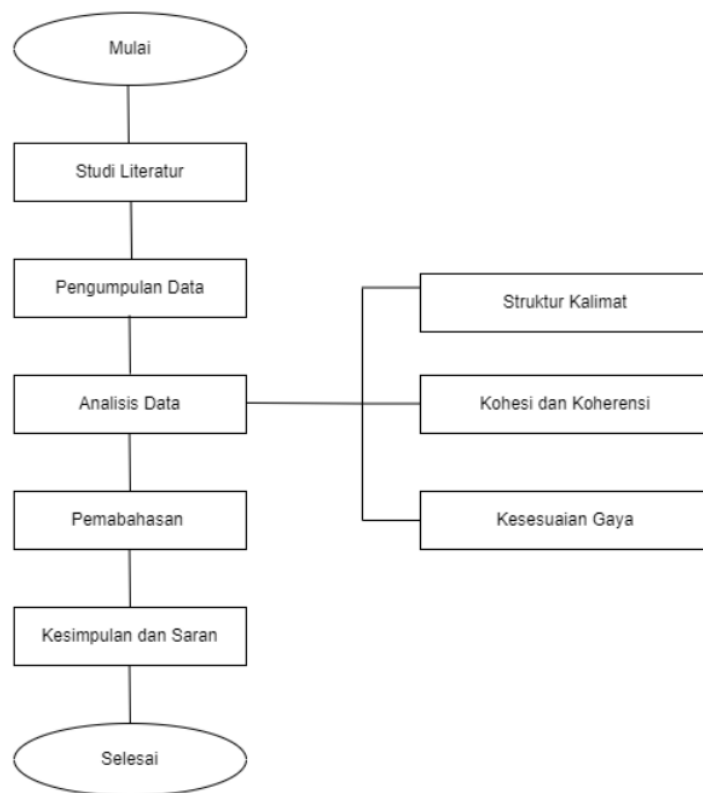 Mulai
Studi Literatur
Pengumpulan Data
Analisis Data
Pemabahasan
Kesimpulan dan Saran
Selesai
Struktur Kalimat
Kohesi dan Koherensi
Kesesuaian Gaya